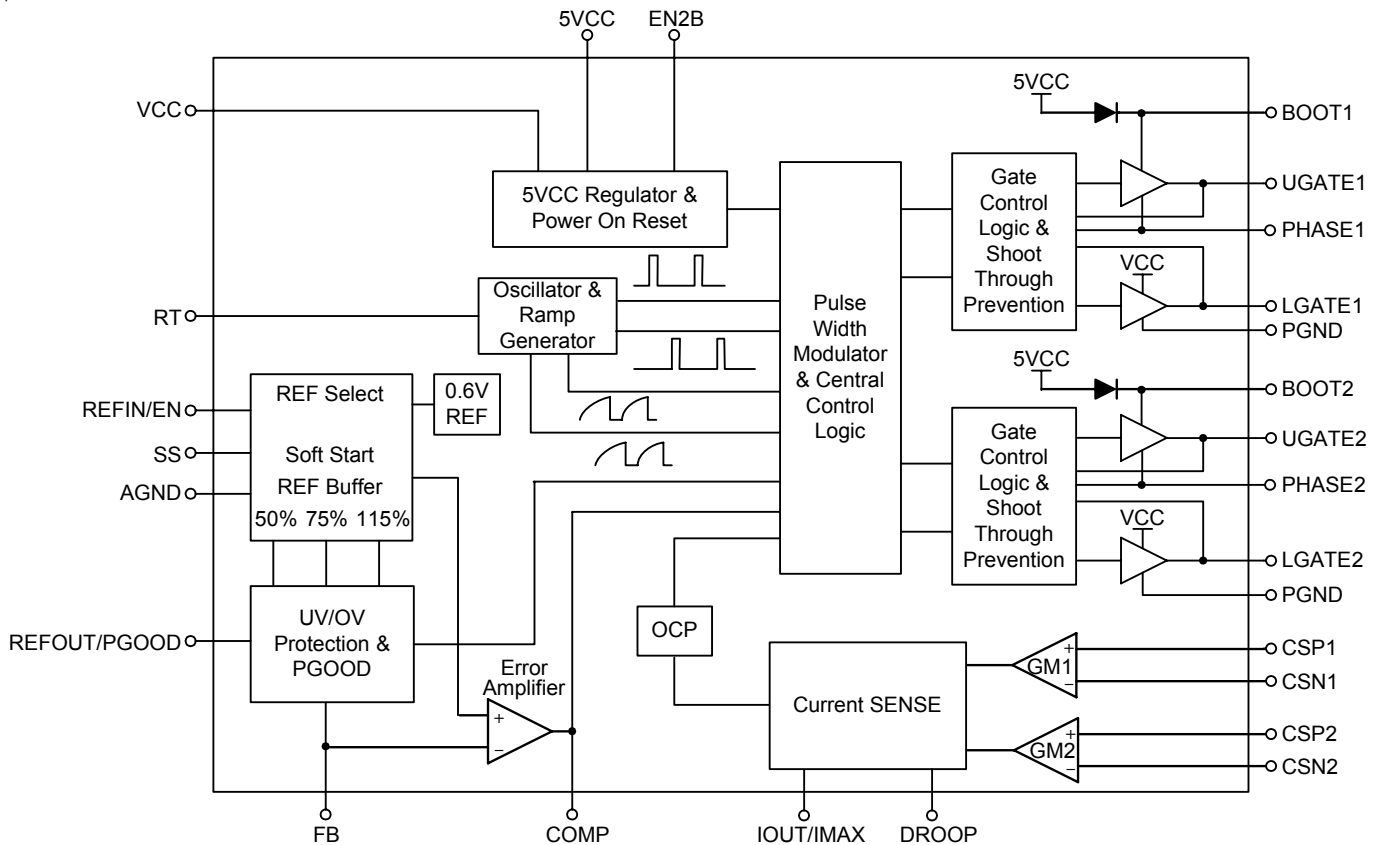 5VCC
EN2B
VCC
5VCC
BOOT1
5VCC Regulator &
Power On Reset
Gate
Control
Logic &
Shoot
Through
Prevention
UGATE1
PHASE1
VCC
LGATE1
PGND
RT
Oscillator &
Ramp
Generator
Pulse
Width
Modulator
& Central
Control
Logic
5VCC
BOOT2
REFIN/EN
SS
AGND
REF Select
Soft Start
REF Buffer
50% 75% 115%
0.6V
REF
Gate
Control
Logic &
Shoot
Through
Prevention
UGATE2
PHASE2
VCC
LGATE2
PGND
REFOUT/PGOOD
UV/OV
Protection &
PGOOD
Error
Amplifier
+
−
OCP
Current SENSE
GM1
+
−
CSP1
CSN1
GM2
+
−
CSP2
CSN2
FB
COMP
IOUT/IMAX
DROOP